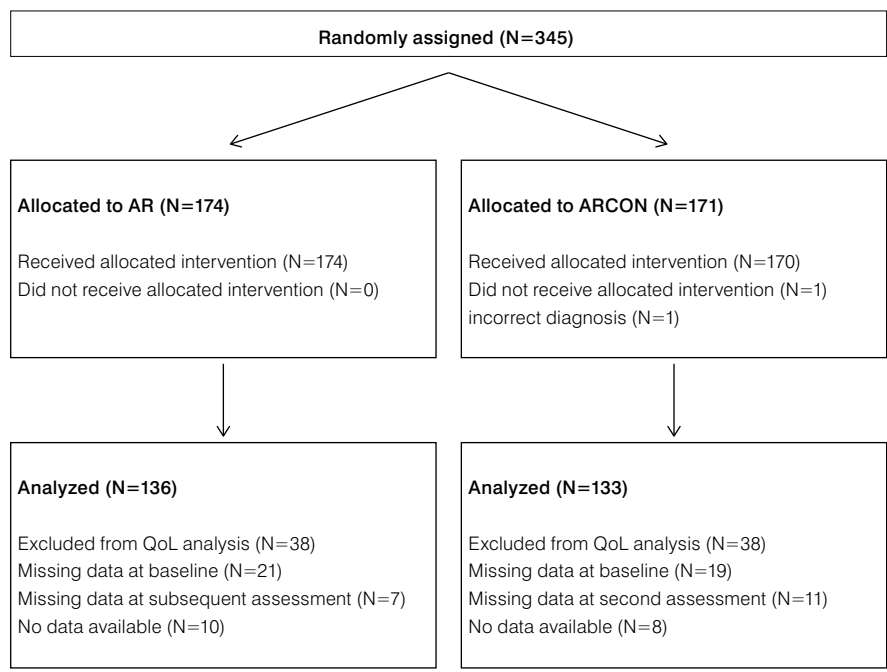 Randomly assigned (N=345)
Allocated to AR (N=174)
Received allocated intervention (N=174)
Did not receive allocated intervention (N=0)
Allocated to ARCON (N=171)
Received allocated intervention (N=170)
Did not receive allocated intervention (N=1)
incorrect diagnosis (N=1)
Analyzed (N=136)
Excluded from QoL analysis (N=38)
Missing data at baseline (N=21)
Missing data at subsequent assessment (N=7)
No data available (N=10)
Analyzed (N=133)
Excluded from QoL analysis (N=38)
Missing data at baseline (N=19)
Missing data at second assessment (N=11)
No data available (N=8)